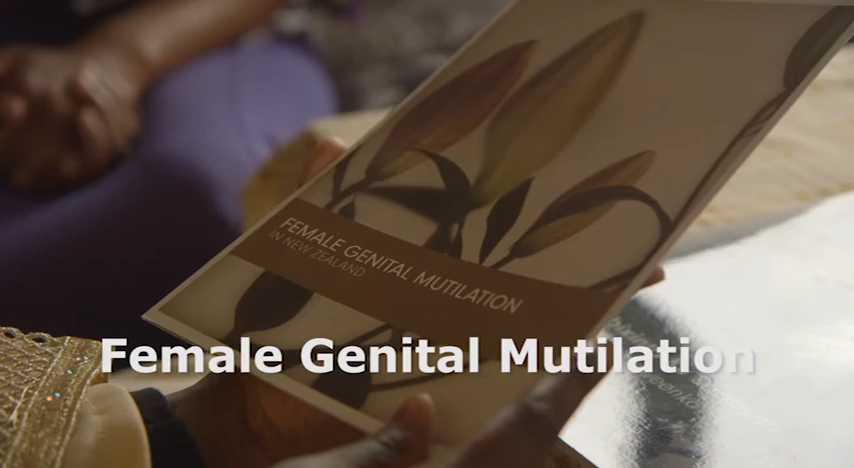 FEMALE GENITAL MUTILATION
IN NEW ZEALAND
Female Genital Mutilation